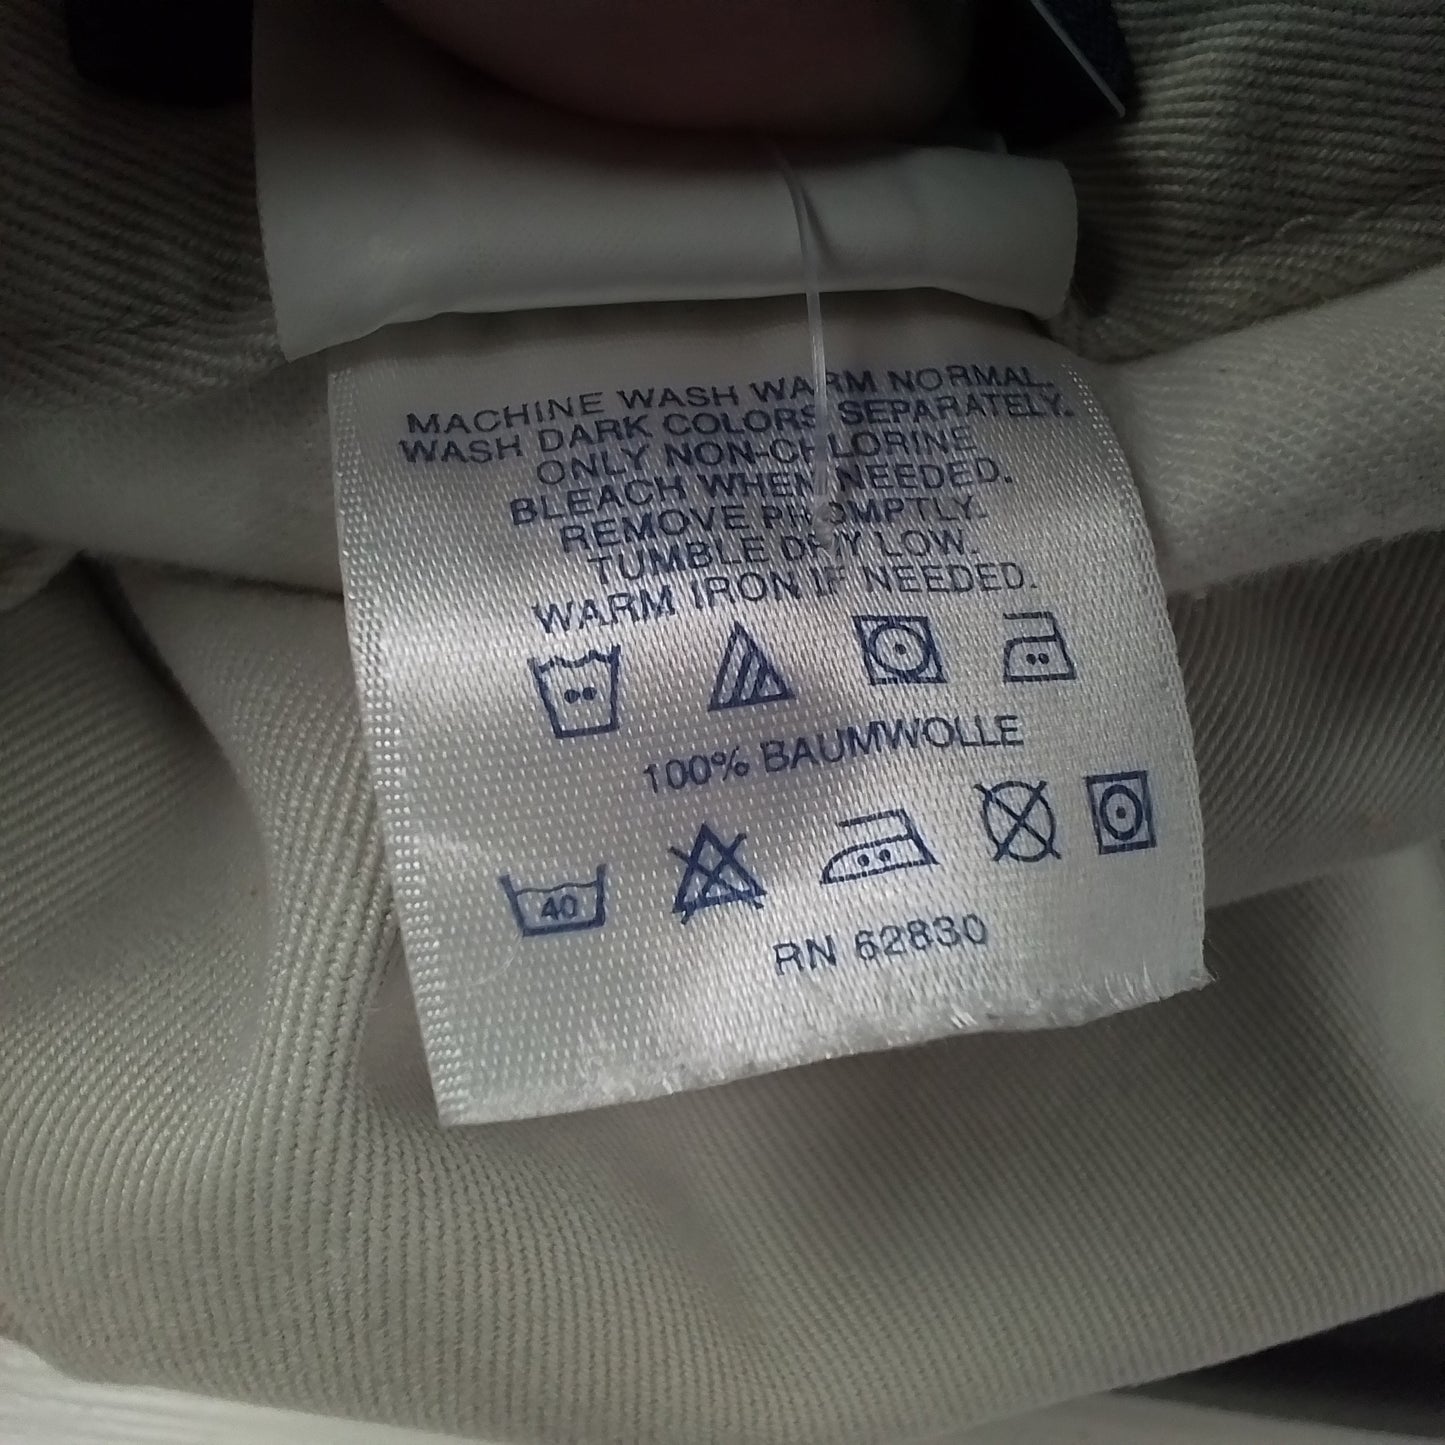 MACHINE WASH WARM NORMAL.
WASH DARK COLORS SEPARATELY.
ONLY NON-CHLORINE
BLEACH WHEN NEEDED.
REMOVE PROMPTLY.
TUMBLE DRY LOW.
WARM IRON IF NEEDED.
100% BAUMWOLLE
40
RN 62830